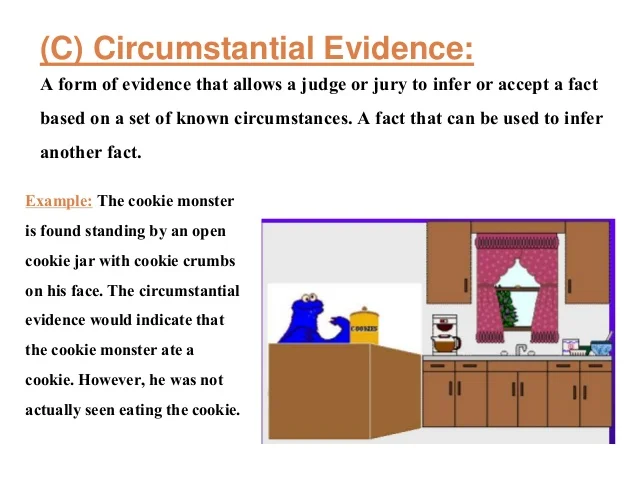 (C) Circumstantial Evidence:
A form of evidence that allows a judge or jury to infer or accept a fact
based on a set of known circumstances. A fact that can be used to infer
another fact.
Example: The cookie monster
is found standing by an open
cookie jar with cookie crumbs
on his face. The circumstantial
evidence would indicate that
the cookie monster ate a
cookie. However, he was not
actually seen eating the cookie.
COOKIES